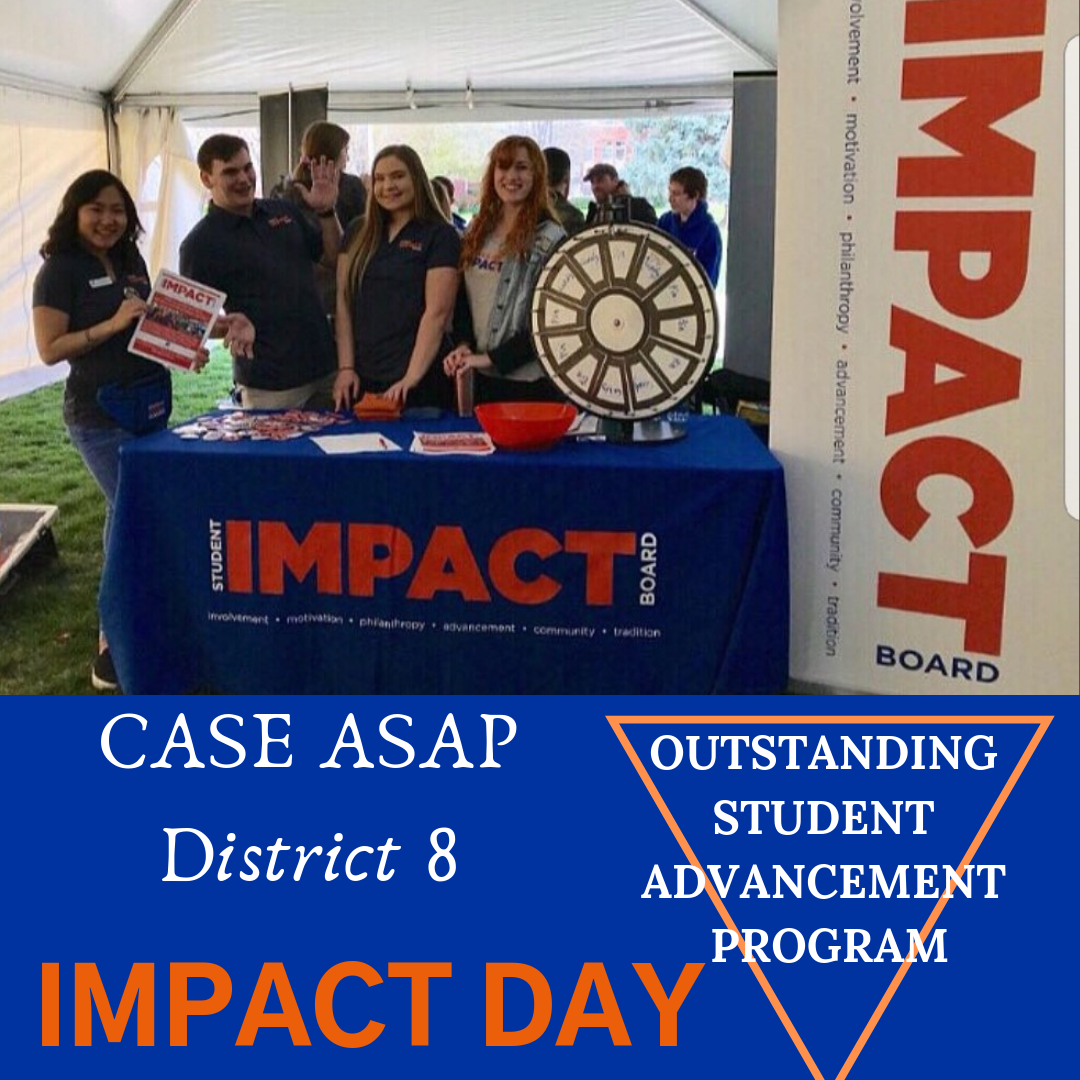 IMPACT
involvement • motivation • philanthropy • advancement • community • tradition
BOARD
IMPACT
STUDENT
IMPACT
BOARD
involvement • motivation • philanthropy • advancement • community • tradition
CASE ASAP
District 8
IMPACT DAY
OUTSTANDING
STUDENT
ADVANCEMENT
PROGRAM